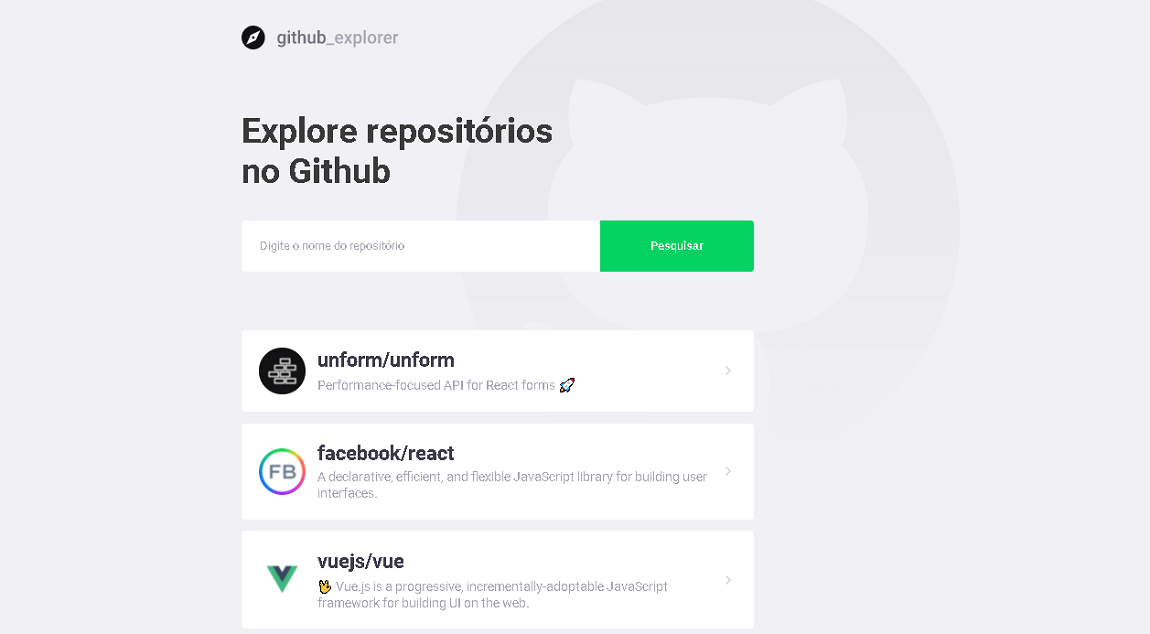 github_explorer
Explore repositórios
no Github
Digite o nome do repositório
Pesquisar
unform/unform
Performance-focused API for React forms 🚀
FB
facebook/react
A declarative, efficient, and flexible JavaScript library for building user
interfaces.
vuejs/vue
🖖 Vue.js is a progressive, incrementally-adoptable JavaScript
framework for building UI on the web.